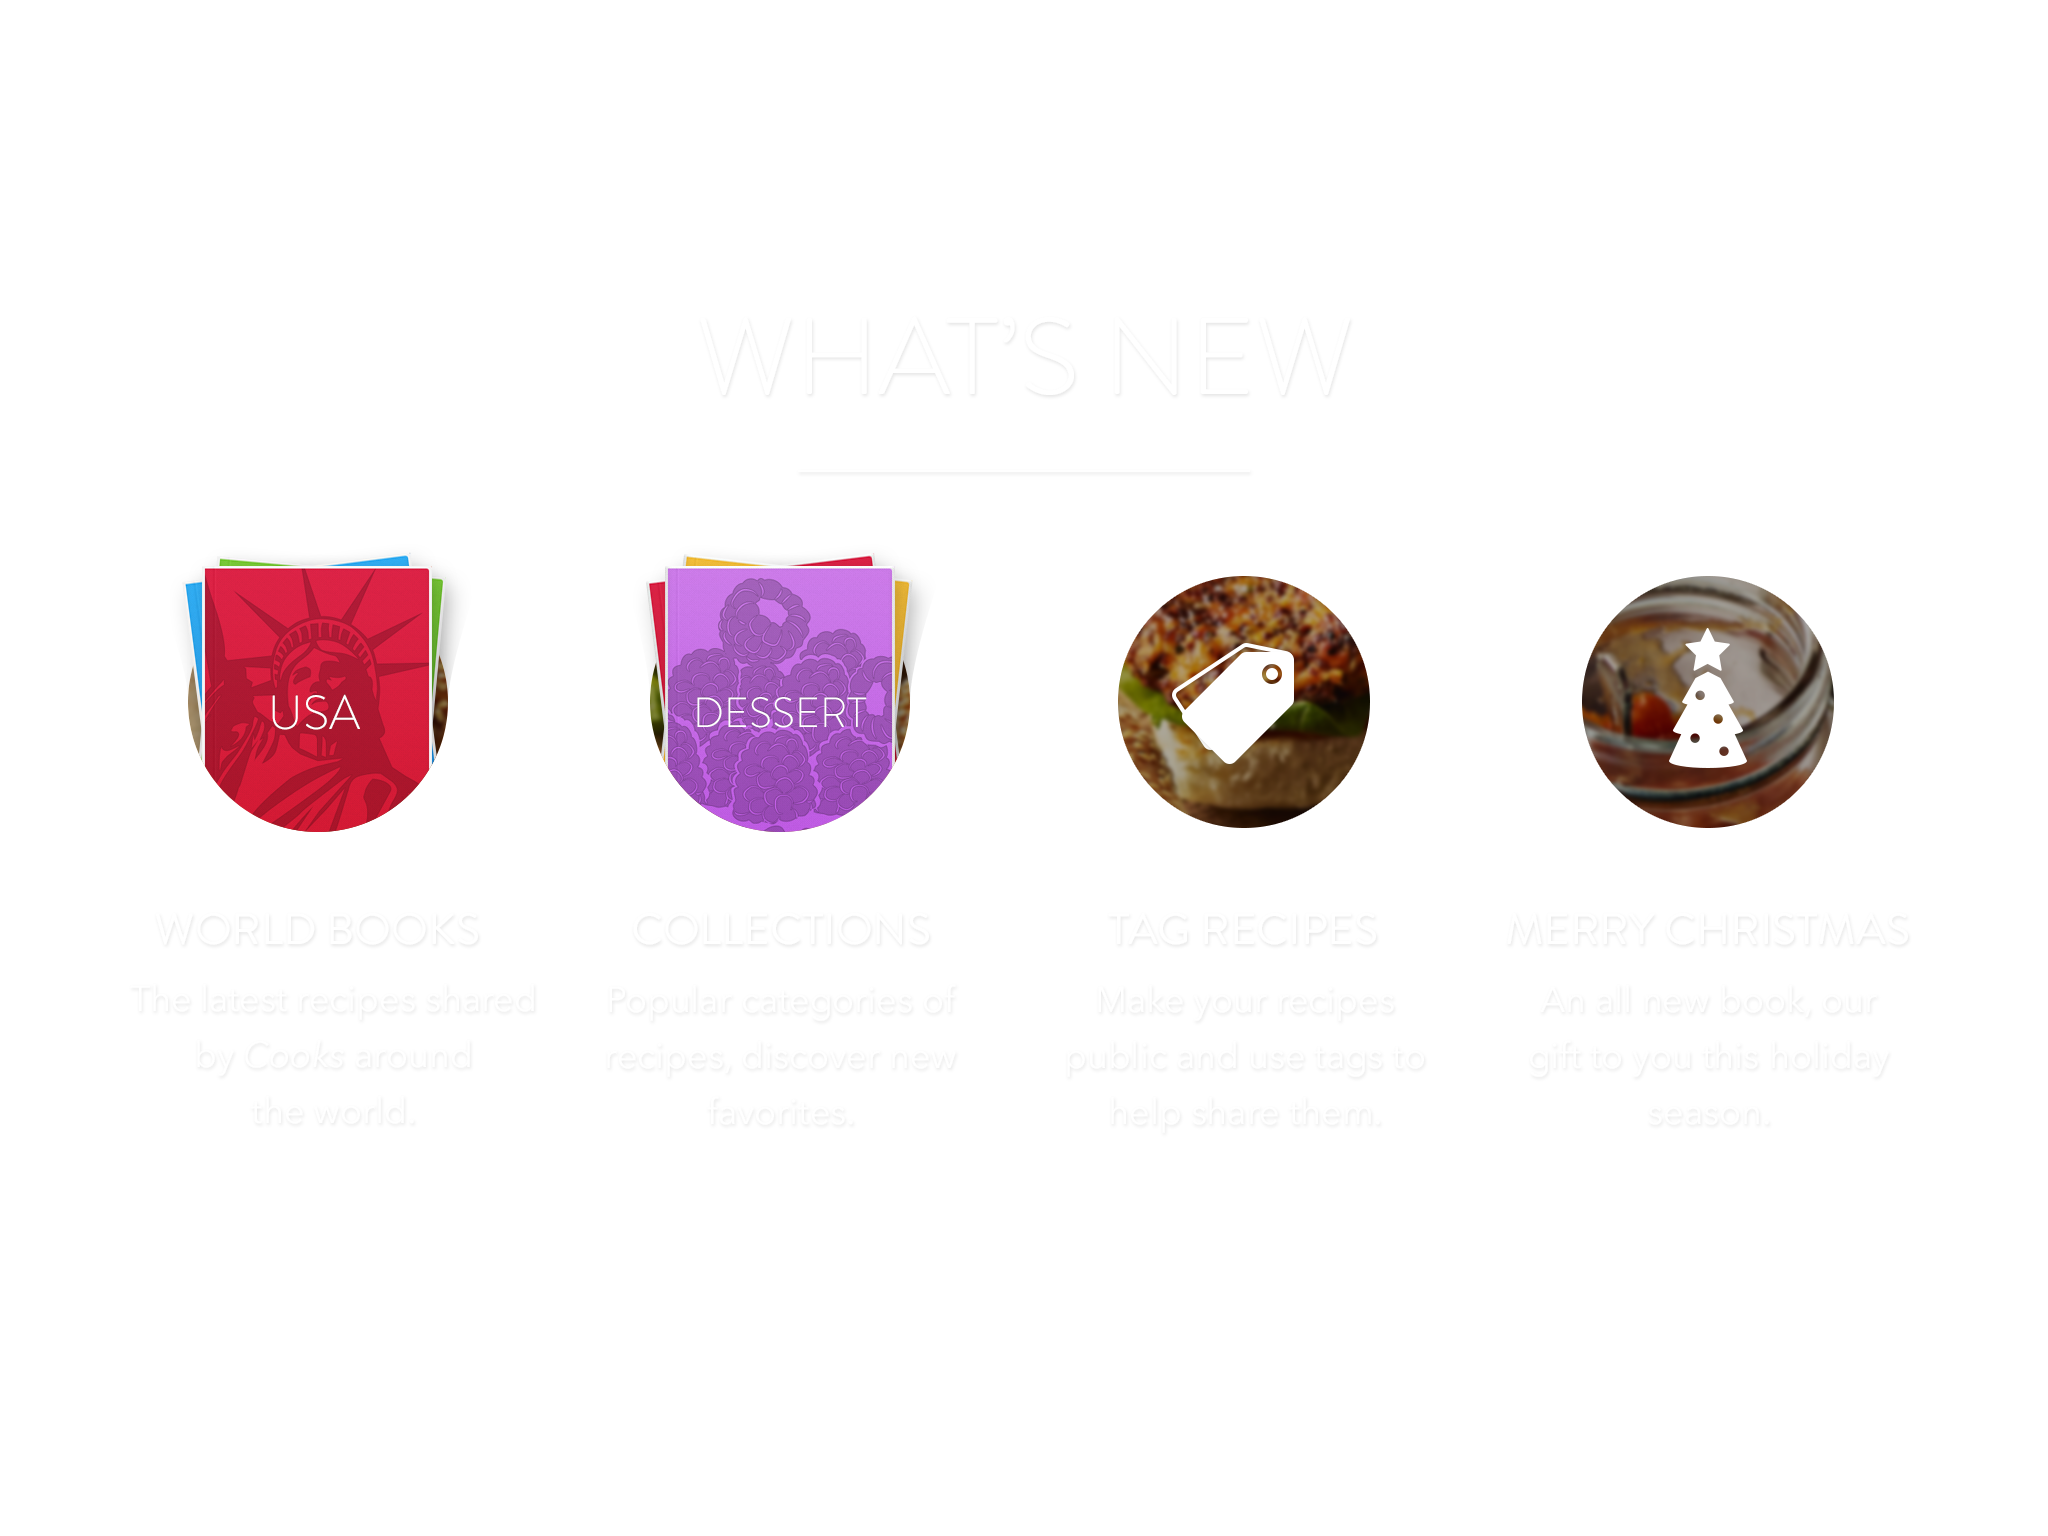 WHAT’S NEW
USA
DESSERT
WORLD BOOKS
The latest recipes shared
by Cooks around
the world.
COLLECTIONS
Popular categories of
recipes, discover new
favorites.
TAG RECIPES
Make your recipes
public and use tags to
help share them.
MERRY CHRISTMAS
An all new book, our
gift to you this holiday
season.